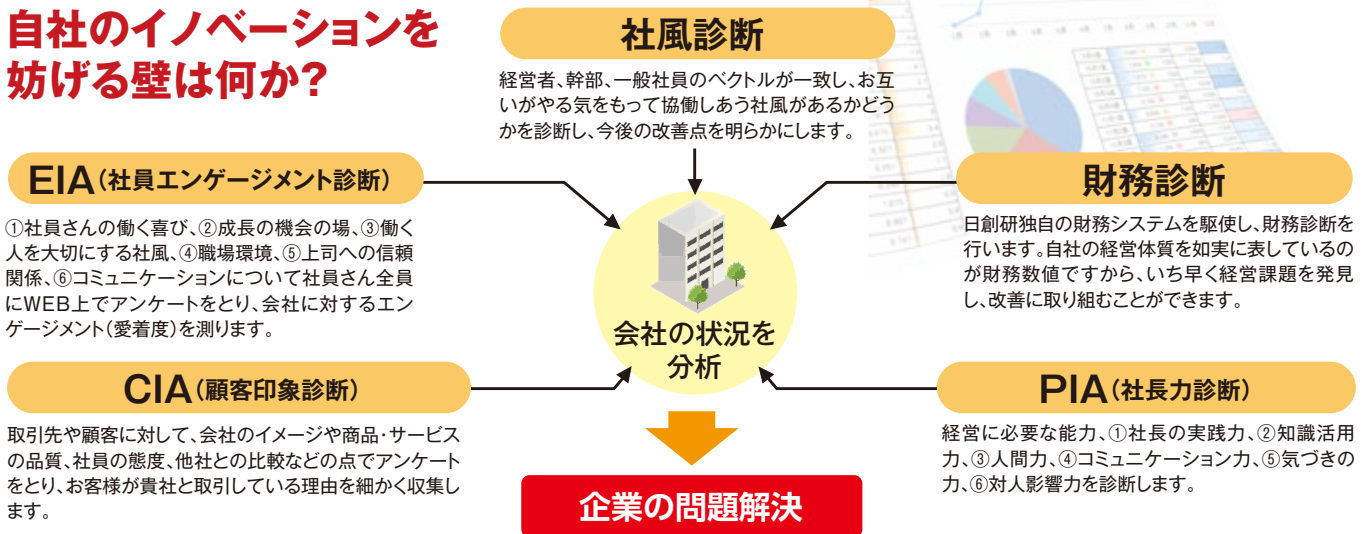 自社のイノベーションを
妨げる壁は何か?
社風診断
経営者、幹部、一般社員のベクトルが一致し、お互
いがやる気をもって協働しあう社風があるかどう
かを診断し、今後の改善点を明らかにします。
EIA(社員エンゲージメント診断)
①社員さんの働く喜び、②成長の機会の場、③働く
人を大切にする社風、④職場環境、⑤上司への信頼
関係、⑥コミュニケーションについて社員さん全員
にWEB上でアンケートをとり、会社に対するエン
ゲージメント(愛着度)を測ります。
財務診断
日創研独自の財務システムを駆使し、財務診断を
行います。自社の経営体質を如実に表しているの
が財務数値ですから、いち早く経営課題を発見
し、改善に取り組むことができます。
会社の状況を
分析
CIA(顧客印象診断)
取引先や顧客に対して、会社のイメージや商品・サービス
の品質、社員の態度、他社との比較などの点でアンケート
をとり、お客様が貴社と取引している理由を細かく収集し
ます。
PIA(社長力診断)
経営に必要な能力、①社長の実践力、②知識活用
力、③人間力、④コミュニケーション力、⑤気づきの
力、⑥対人影響力を診断します。
企業の問題解決